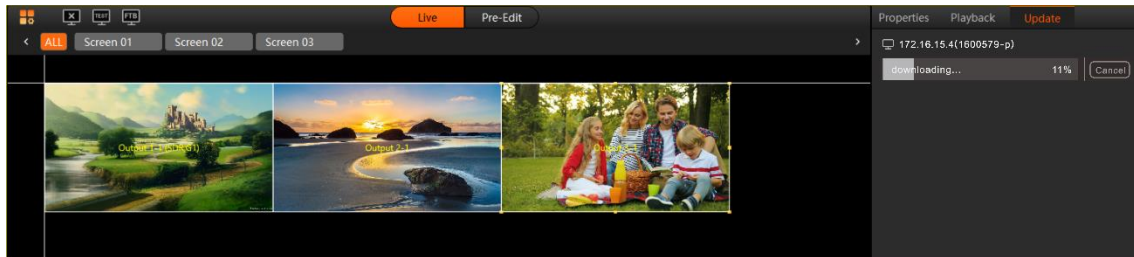 TEXT FTB
Live Pre-Edit
Properties Playback Update
< ALL Screen 01 Screen 02 Screen 03 >
172.16.15.4(1600579-p)
downloading... 11% Cancel
Output 2-1